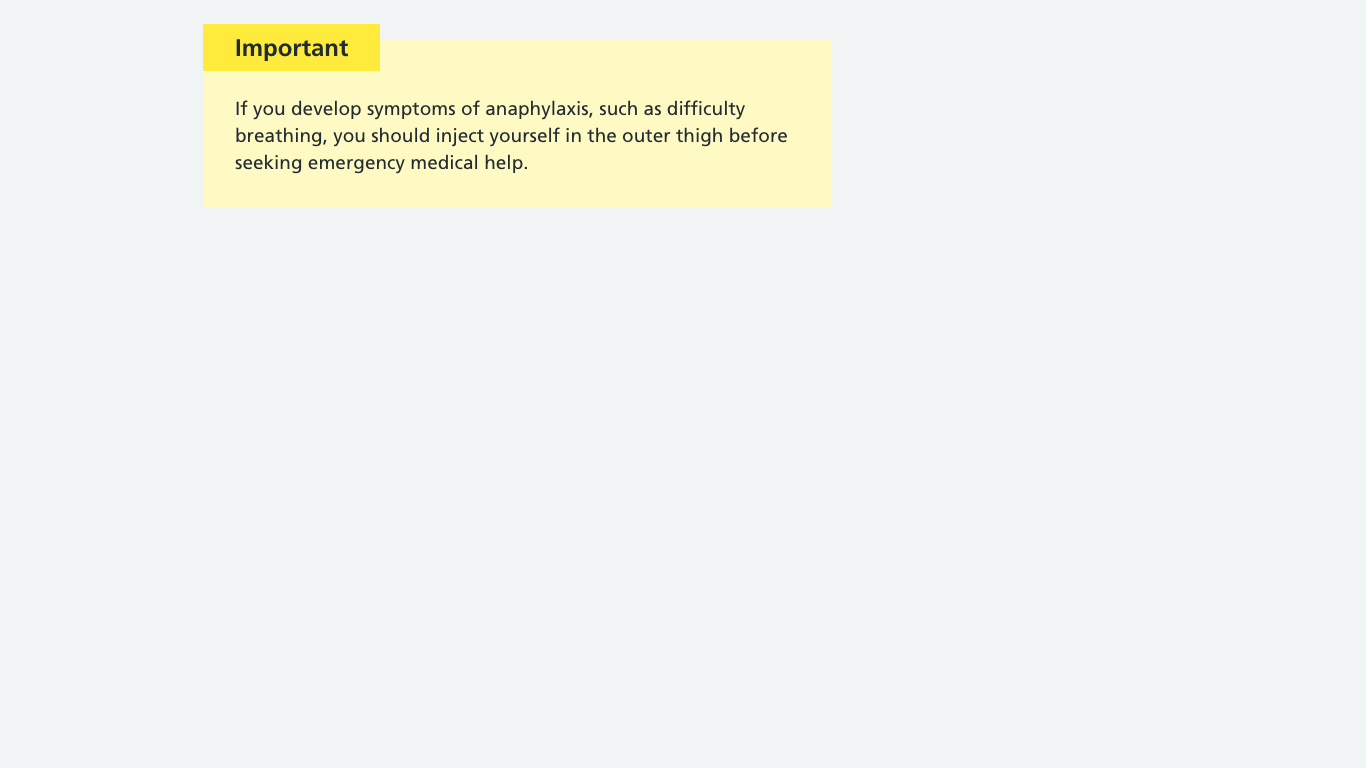 Important
If you develop symptoms of anaphylaxis, such as difficulty
breathing, you should inject yourself in the outer thigh before
seeking emergency medical help.